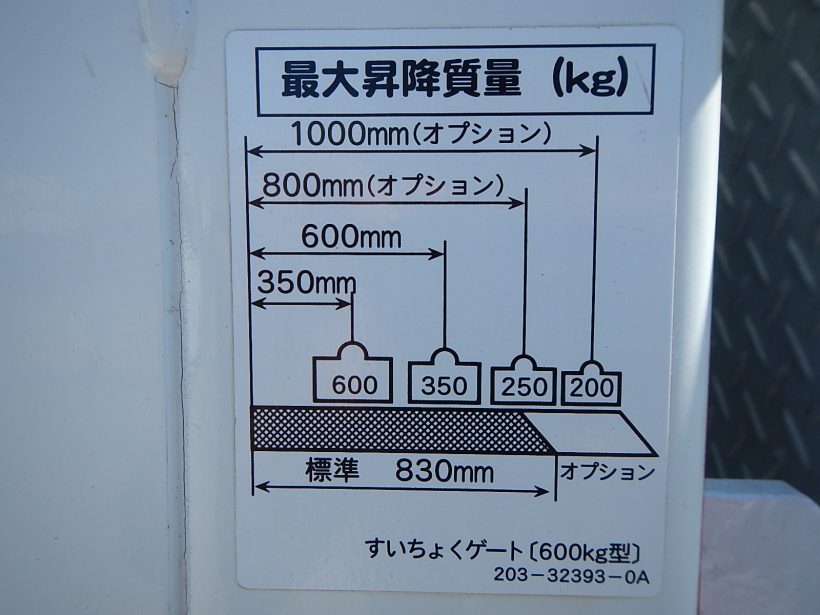 最大昇降質量 (kg)
1000mm(オプション)
800mm(オプション)
600mm
350mm
600 350 250 200
標準 830mm オプション
すいちょくゲート〔600kg型〕
203-32393-0A